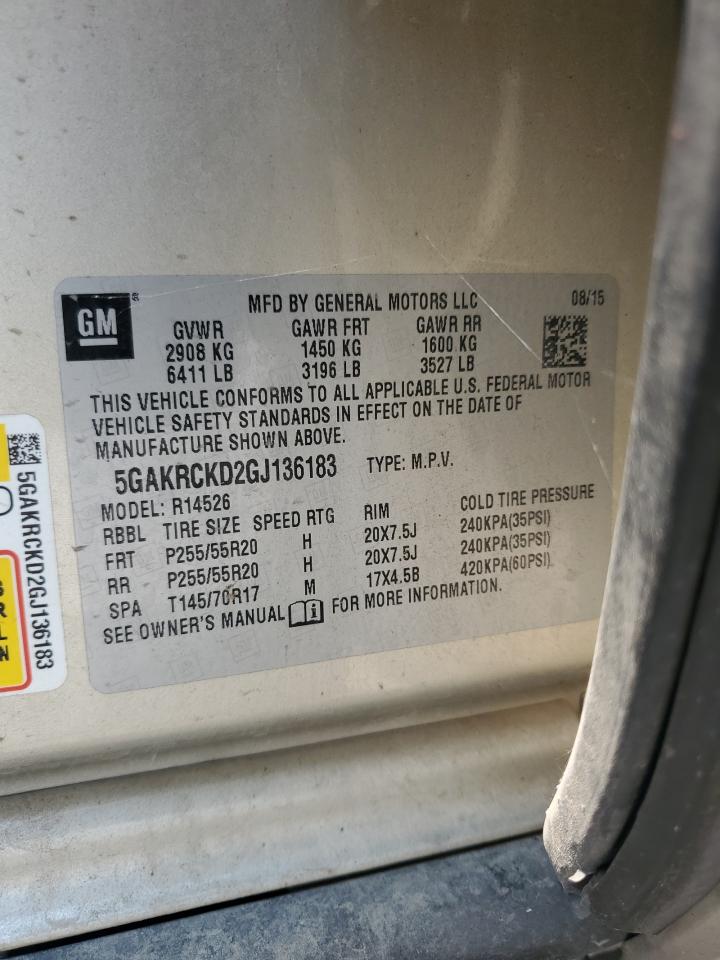 GM
MFD BY GENERAL MOTORS LLC 08/15
GVWR GAWR FRT GAWR RR
2908 KG 1450 KG 1600 KG
6411 LB 3196 LB 3527 LB
THIS VEHICLE CONFORMS TO ALL APPLICABLE U.S. FEDERAL MOTOR
VEHICLE SAFETY STANDARDS IN EFFECT ON THE DATE OF
MANUFACTURE SHOWN ABOVE.
5GAKRCKD2GJ136183 TYPE: M.P.V.
MODEL: R14526
RBBL TIRE SIZE SPEED RTG RIM COLD TIRE PRESSURE
FRT P255/55R20 H 20X7.5J 240KPA(35PSI)
RR P255/55R20 H 20X7.5J 240KPA(35PSI)
SPA T145/70R17 M 17X4.5B 420KPA(60PSI)
SEE OWNER'S MANUAL FOR MORE INFORMATION.
5GAKRCKD2GJ136183